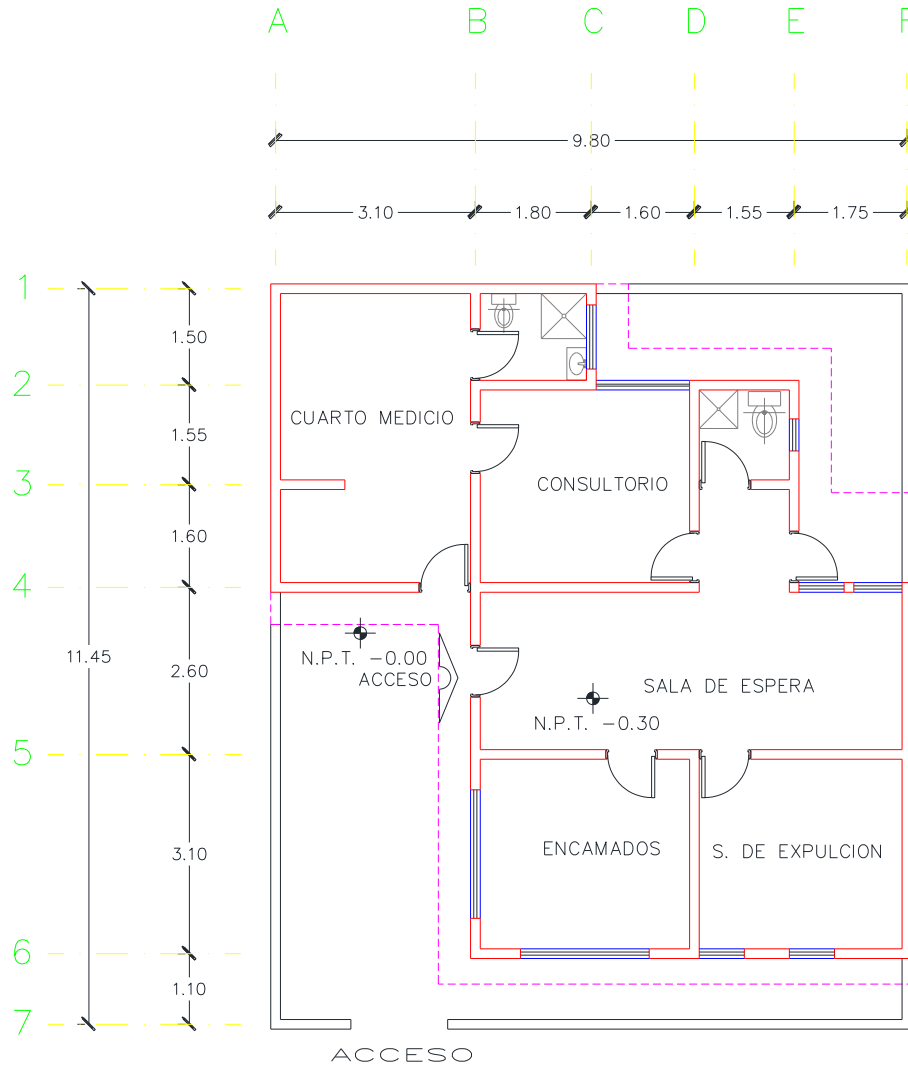 A B C D E F
9.80
3.10 1.80 1.60 1.55 1.75
1
1.50
2
CUARTO MEDICIO
1.55
3
CONSULTORIO
1.60
4
11.45
N.P.T. -0.00
2.60
ACCESO
SALA DE ESPERA
N.P.T. -0.30
5
3.10
ENCAMADOS
S. DE EXPULCION
6
1.10
7
ACCESO